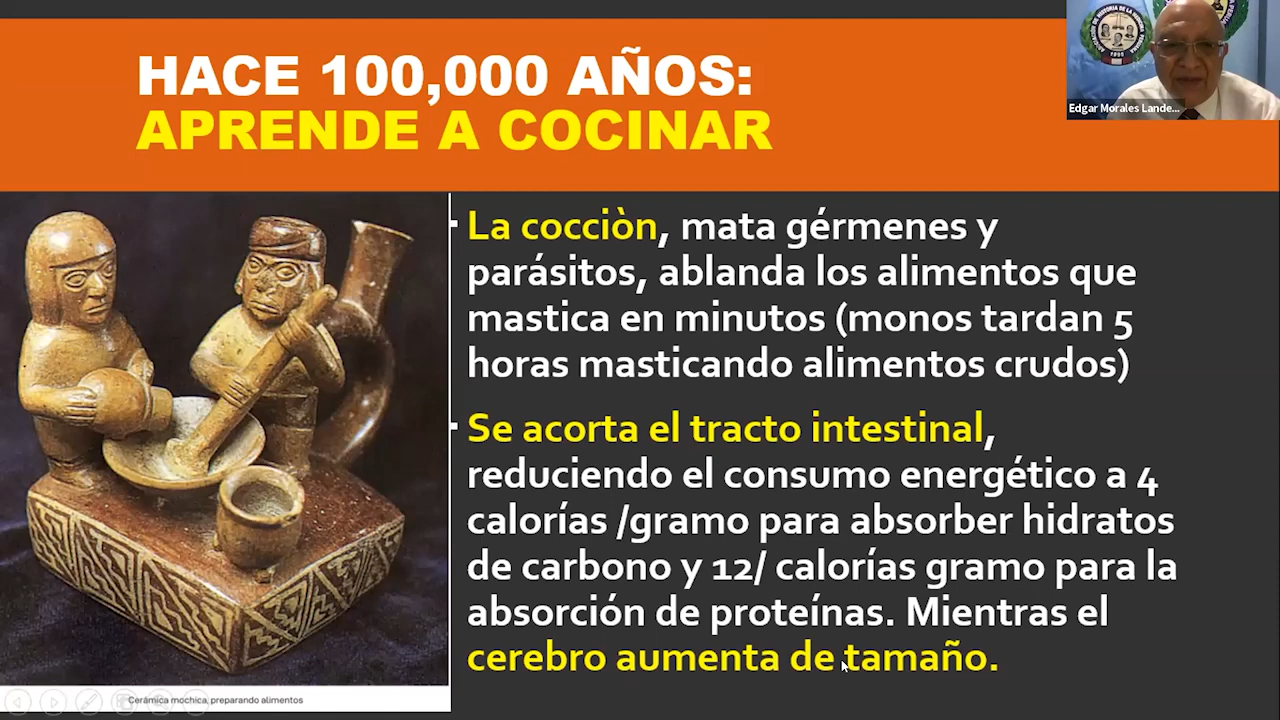 HACE 100,000 AÑOS:
APRENDE A COCINAR
Edgar Morales Lande...
La cocciòn, mata gérmenes y
parásitos, ablanda los alimentos que
mastica en minutos (monos tardan 5
horas masticando alimentos crudos)
Se acorta el tracto intestinal,
reduciendo el consumo energético a 4
calorías /gramo para absorber hidratos
de carbono y 12/ calorías gramo para la
absorción de proteínas. Mientras el
cerebro aumenta de tamaño.
Cerámica mochica, preparando alimentos